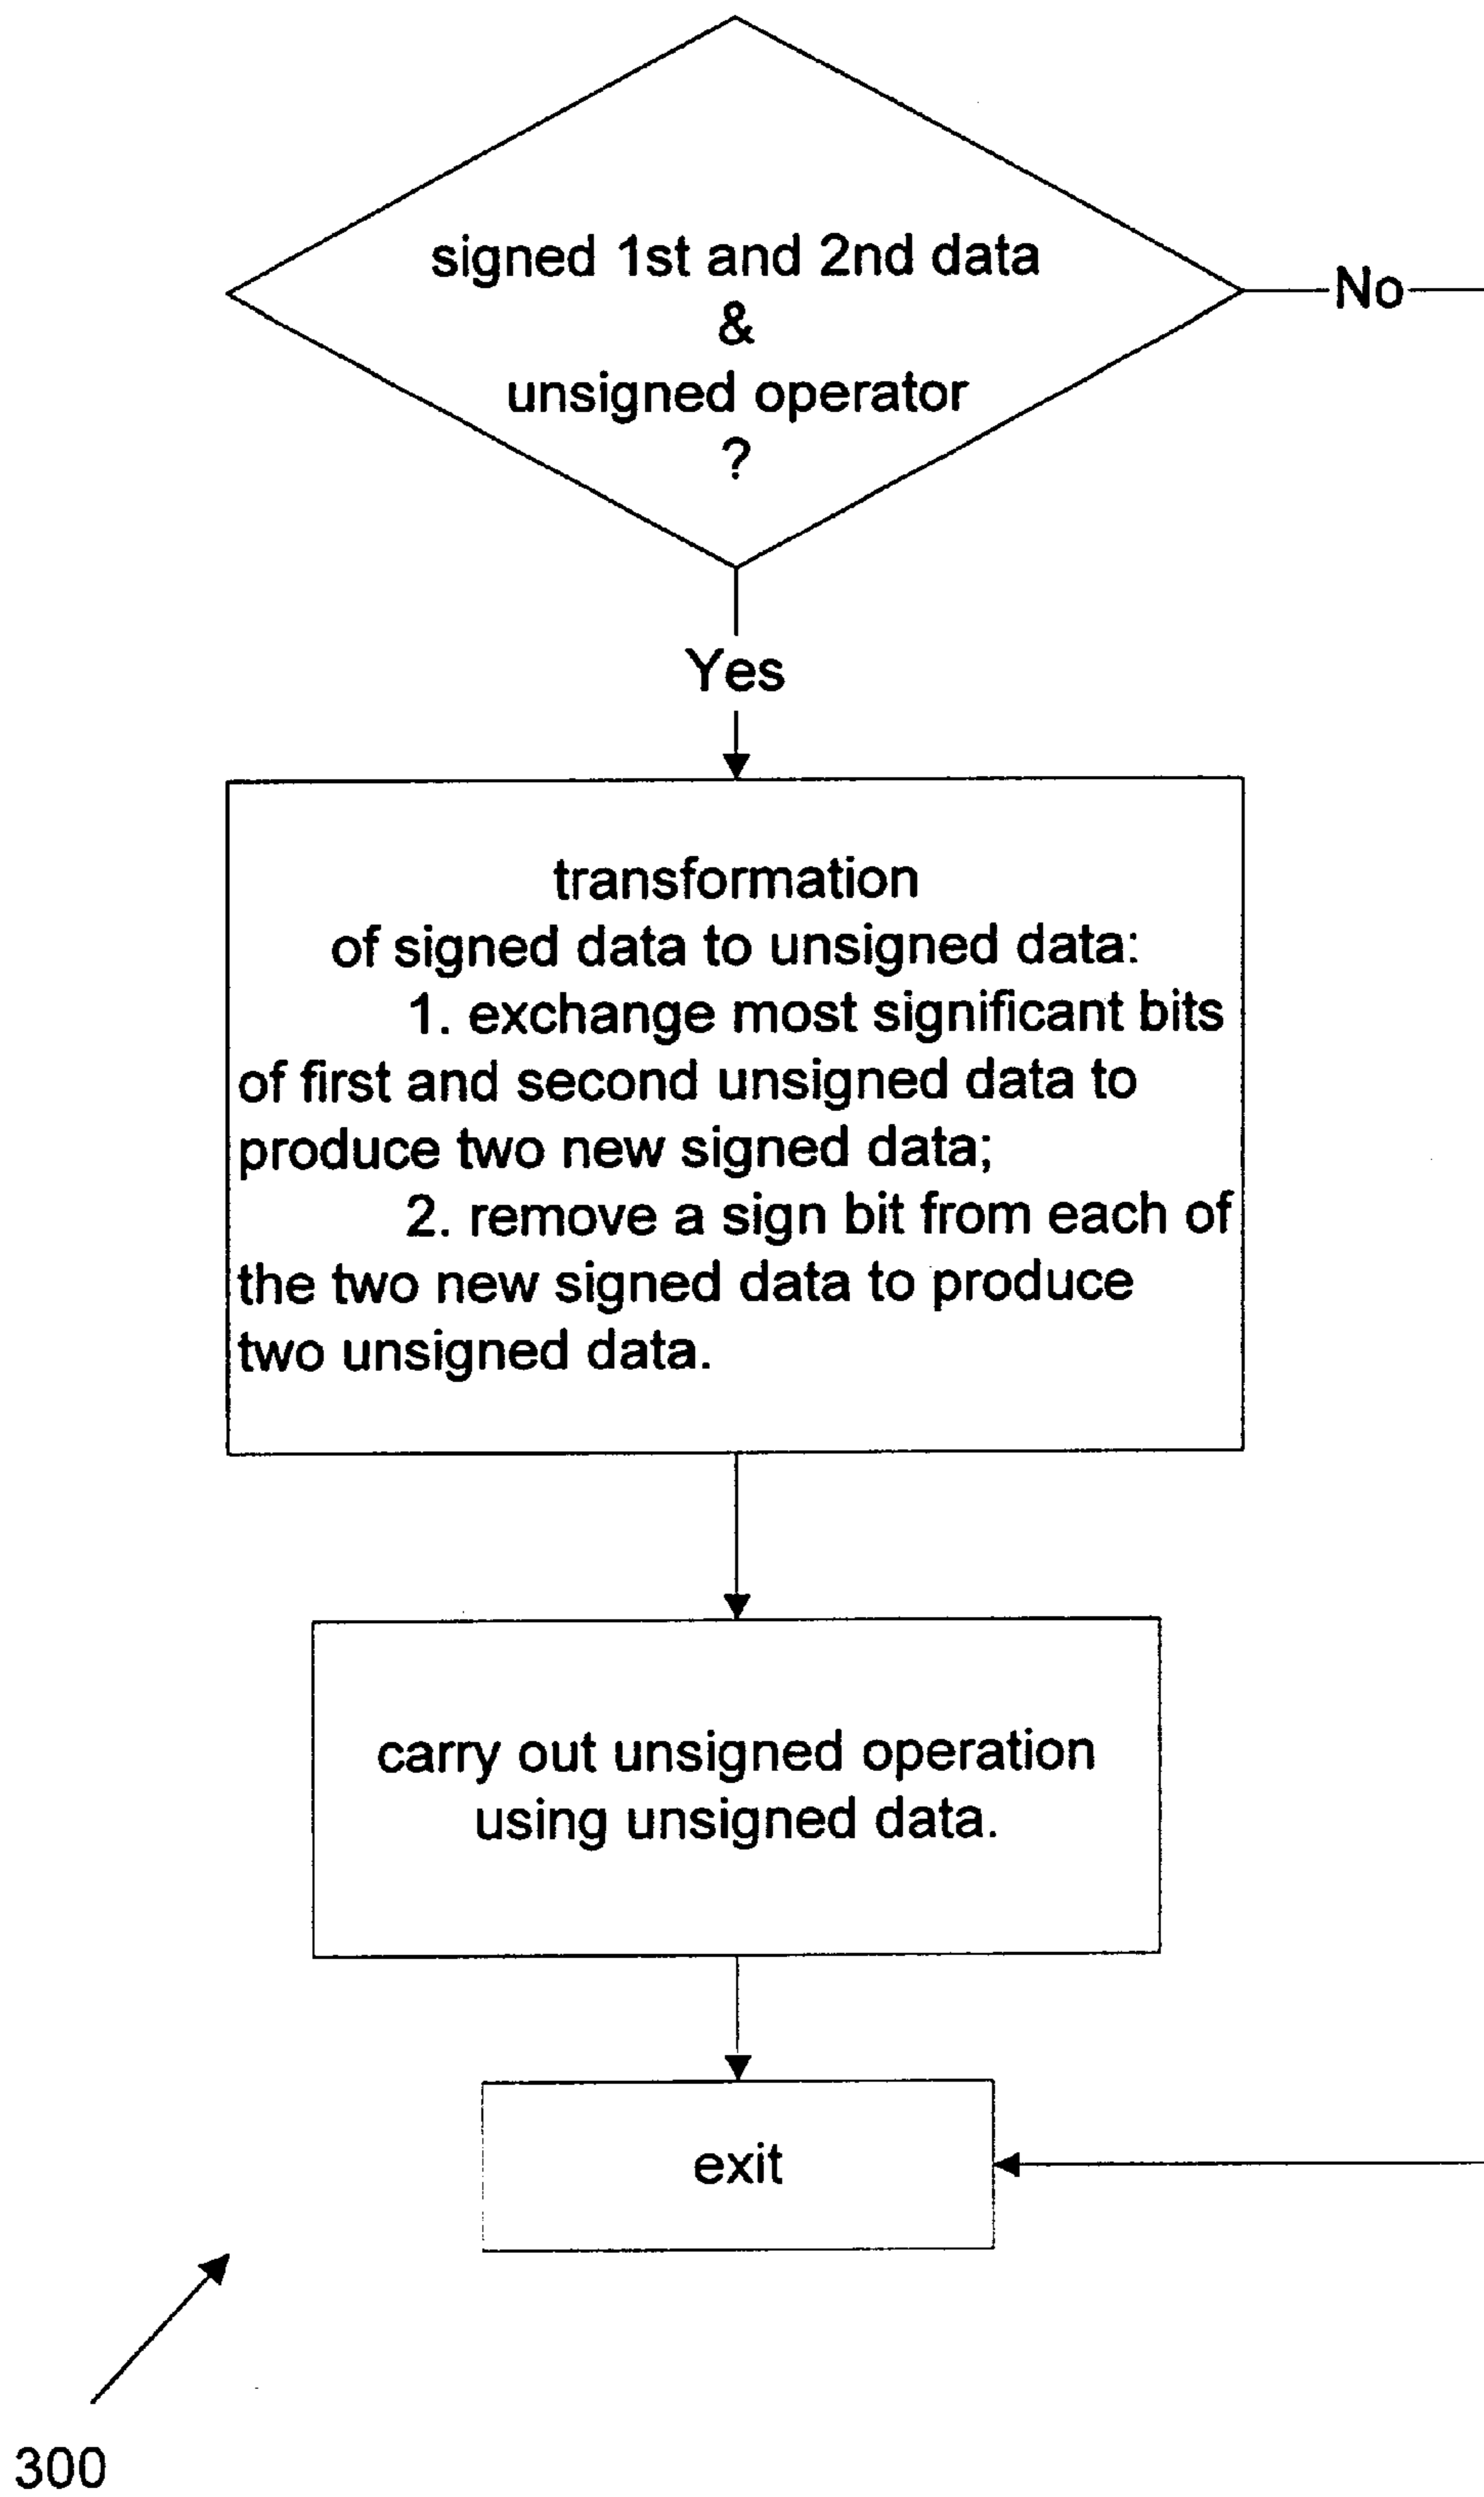 signed 1st and 2nd data
&
unsigned operator
?
No
Yes
transformation
of signed data to unsigned data:
1. exchange most significant bits
of first and second unsigned data to
produce two new signed data;
2. remove a sign bit from each of
the two new signed data to produce
two unsigned data.
carry out unsigned operation
using unsigned data.
exit
300